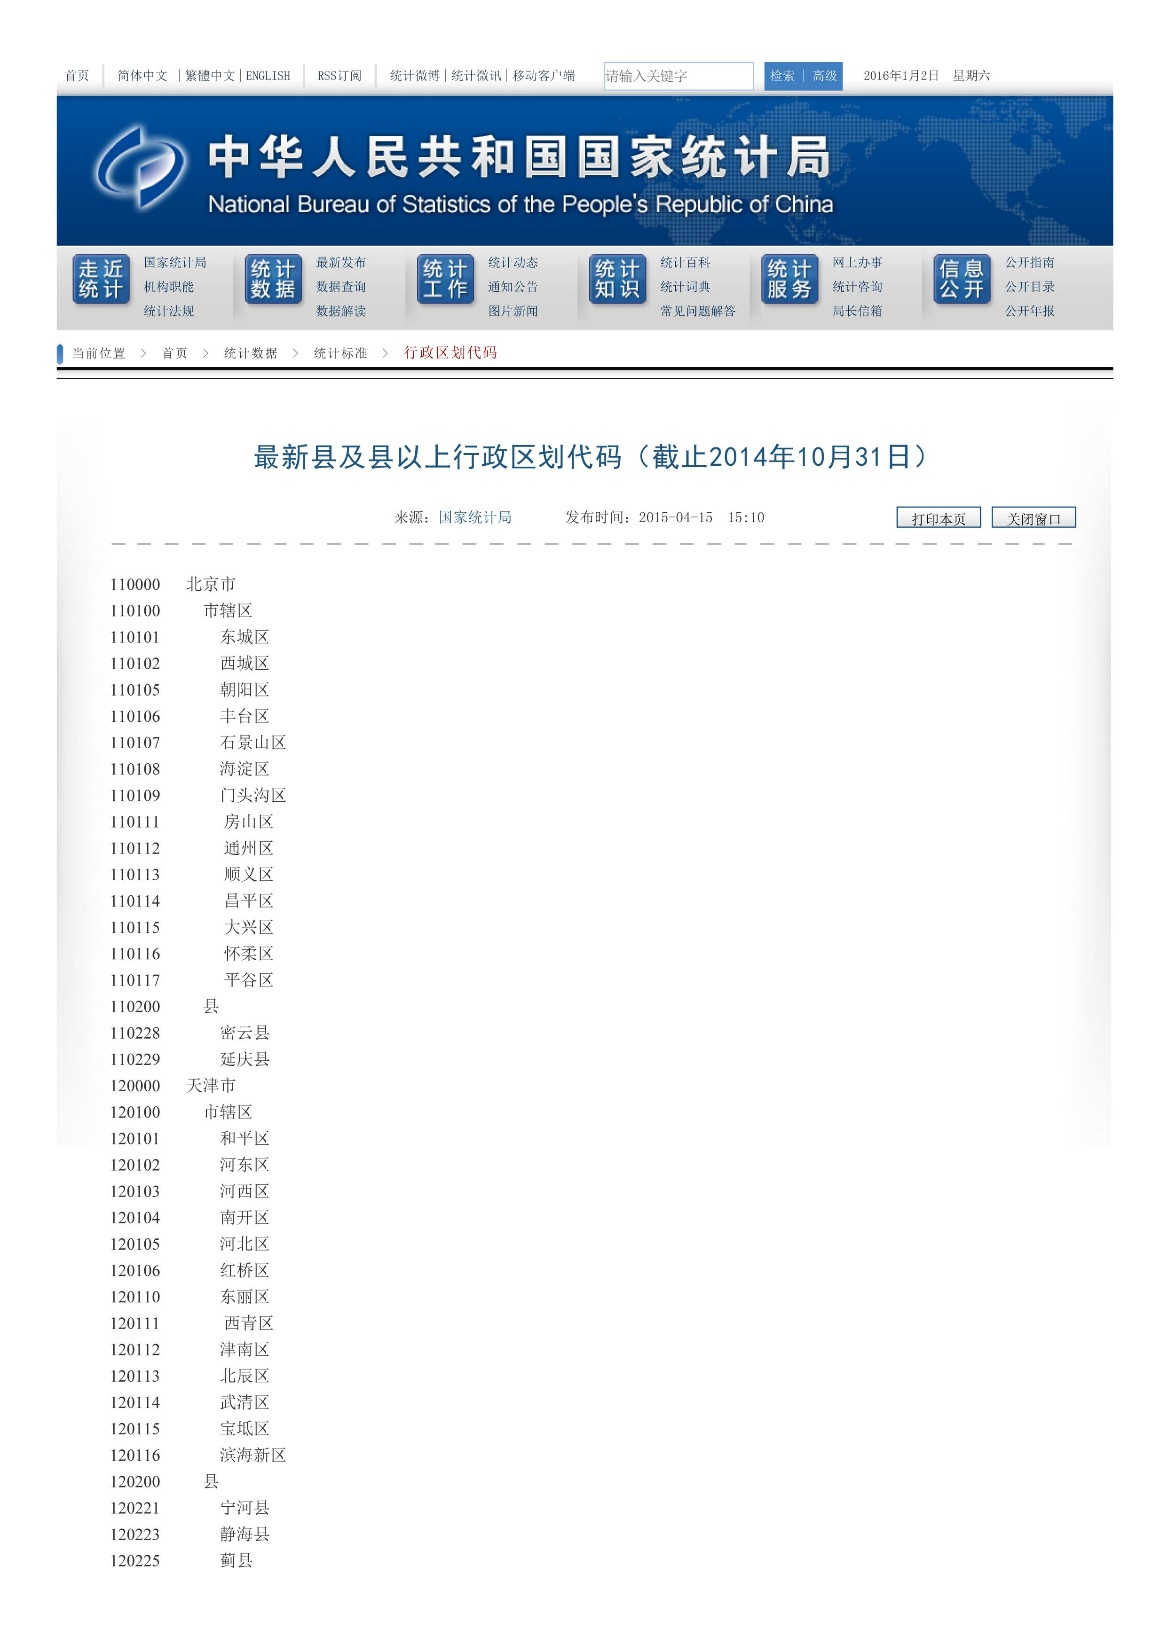 首页 简体中文 | 繁體中文 | ENGLISH RSS订阅 统计微博 | 统计微讯 | 移动客户端 请输入关键字 检索 | 高级 2016年1月2日 星期六
中华人民共和国国家统计局
National Bureau of Statistics of the People's Republic of China
走近统计 国家统计局 机构职能 统计法规
统计数据 最新发布 数据查询 数据解读
统计工作 统计动态 通知公告 图片新闻
统计知识 统计百科 统计词典 常见问题解答
统计服务 网上办事 统计咨询 局长信箱
信息公开 公开指南 公开目录 公开年报
当前位置 > 首页 > 统计数据 > 统计标准 > 行政区划代码
最新县及县以上行政区划代码（截止2014年10月31日）
来源：国家统计局 发布时间：2015-04-15 15:10 打印本页 关闭窗口
110000 北京市
110100 市辖区
110101 东城区
110102 西城区
110105 朝阳区
110106 丰台区
110107 石景山区
110108 海淀区
110109 门头沟区
110111 房山区
110112 通州区
110113 顺义区
110114 昌平区
110115 大兴区
110116 怀柔区
110117 平谷区
110200 县
110228 密云县
110229 延庆县
120000 天津市
120100 市辖区
120101 和平区
120102 河东区
120103 河西区
120104 南开区
120105 河北区
120106 红桥区
120110 东丽区
120111 西青区
120112 津南区
120113 北辰区
120114 武清区
120115 宝坻区
120116 滨海新区
120200 县
120221 宁河县
120223 静海县
120225 蓟县